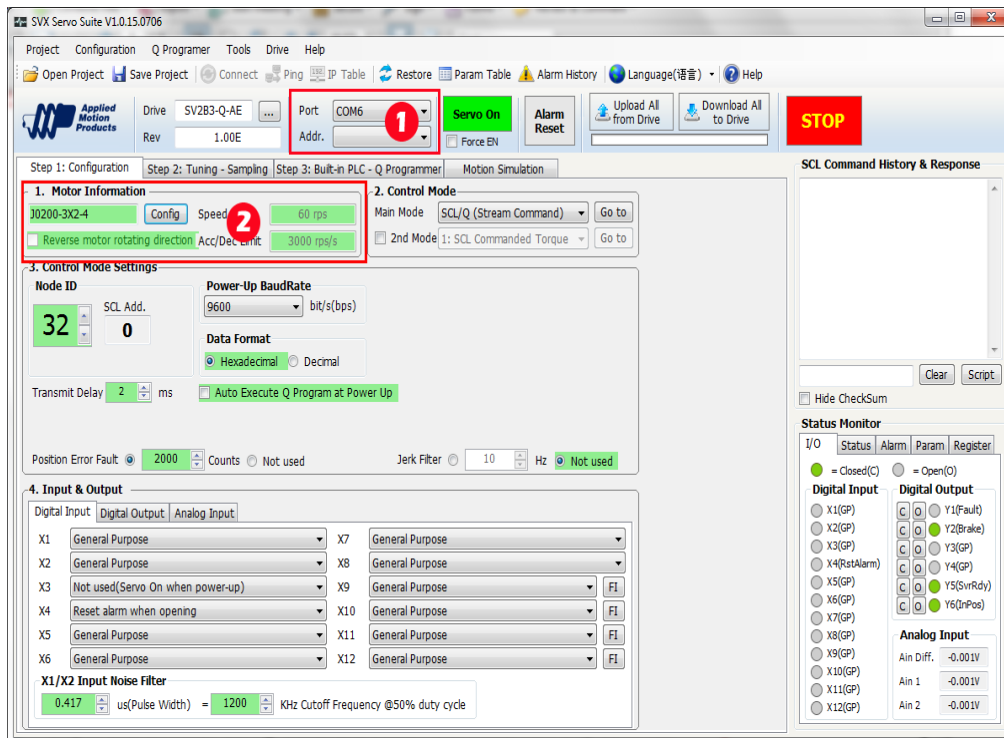 SVX Servo Suite V1.0.15.0706
Project Configuration Q Programer Tools Drive Help
Open Project Save Project Connect Ping IP Table Restore Param Table Alarm History Language(语言) Help
Applied Motion Products
Drive SV2B3-Q-AE ...
Rev 1.00E
Port COM6
Addr.
1
Servo On
Force EN
Alarm Reset
Upload All from Drive
Download All to Drive
STOP
Step 1: Configuration Step 2: Tuning - Sampling Step 3: Built-in PLC - Q Programmer Motion Simulation
1. Motor Information
J0200-3X2-4 Config Speed 60 rps
2
Reverse motor rotating direction Acc/Dec Limit 3000 rps/s
2. Control Mode
Main Mode SCL/Q (Stream Command) Go to
2nd Mode 1: SCL Commanded Torque Go to
3. Control Mode Settings
Node ID
32
SCL Add.
0
Power-Up BaudRate
9600 bit/s(bps)
Data Format
Hexadecimal Decimal
Transmit Delay 2 ms
Auto Execute Q Program at Power Up
Position Error Fault 2000 Counts Not used Jerk Filter 10 Hz Not used
4. Input & Output
Digital Input Digital Output Analog Input
X1 General Purpose X7 General Purpose
X2 General Purpose X8 General Purpose
X3 Not used(Servo On when power-up) X9 General Purpose FI
X4 Reset alarm when opening X10 General Purpose FI
X5 General Purpose X11 General Purpose FI
X6 General Purpose X12 General Purpose FI
X1/X2 Input Noise Filter
0.417 us(Pulse Width) = 1200 KHz Cutoff Frequency @50% duty cycle
SCL Command History & Response
Clear Script
Hide CheckSum
Status Monitor
I/O Status Alarm Param Register
= Closed(C) = Open(O)
Digital Input
X1(GP)
X2(GP)
X3(GP)
X4(RstAlarm)
X5(GP)
X6(GP)
X7(GP)
X8(GP)
X9(GP)
X10(GP)
X11(GP)
X12(GP)
Digital Output
C O Y1(Fault)
C O Y2(Brake)
C O Y3(GP)
C O Y4(GP)
C O Y5(SvrRdy)
C O Y6(InPos)
Analog Input
Ain Diff. -0.001V
Ain 1 -0.001V
Ain 2 -0.001V